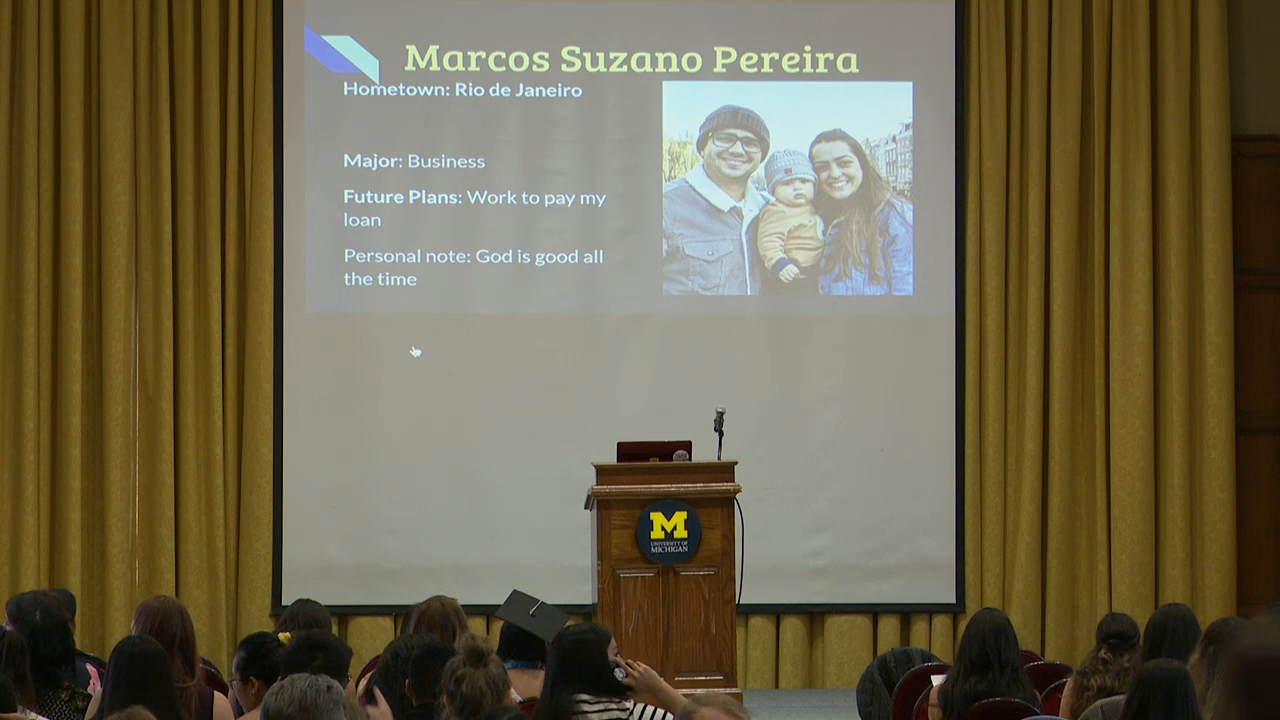 Marcos Suzano Pereira
Hometown: Rio de Janeiro
Major: Business
Future Plans: Work to pay my
loan
Personal note: God is good all
the time
M
UNIVERSITY OF
MICHIGAN